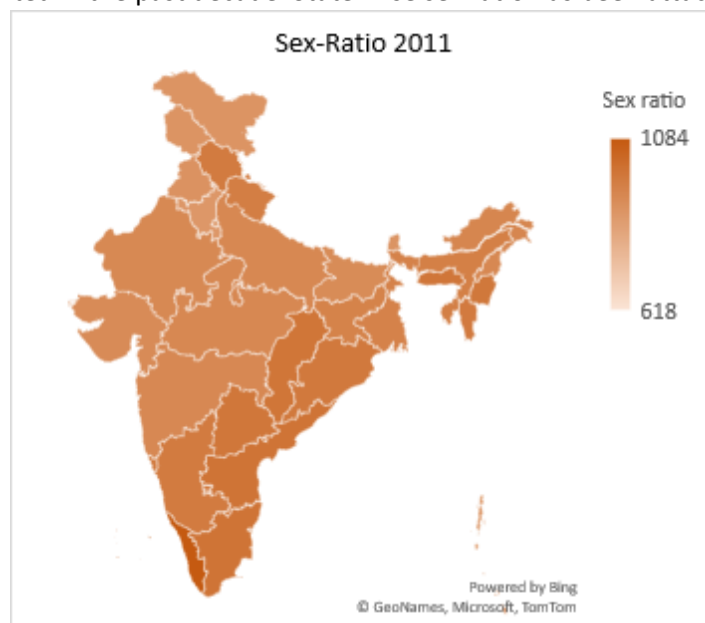 Sex-Ratio 2011
Sex ratio
1084
618
Powered by Bing
© GeoNames, Microsoft, TomTom